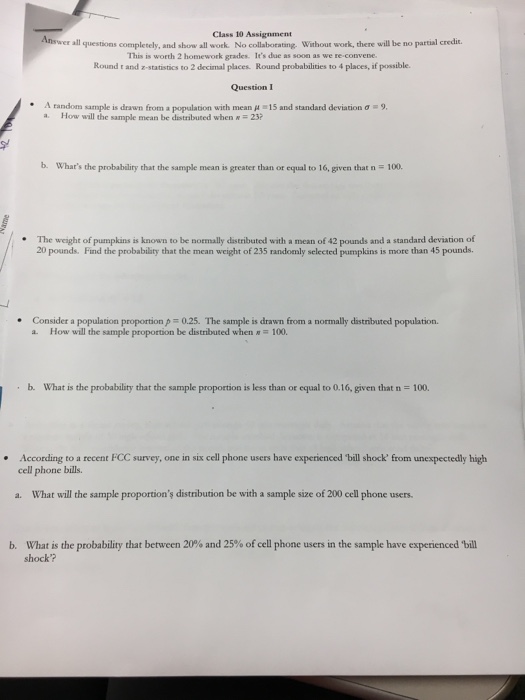 Class 10 Assignment
Answer all questions completely, and show all work. No collaborating. Without work, there will be no partial credit.
This is worth 2 homework grades. It's due as soon as we re-convene.
Round t and z-statistics to 2 decimal places. Round probabilities to 4 places, if possible.
Question I
• A random sample is drawn from a population with mean μ =15 and standard deviation σ = 9.
a. How will the sample mean be distributed when n = 23?
b. What's the probability that the sample mean is greater than or equal to 16, given that n = 100.
Name
• The weight of pumpkins is known to be normally distributed with a mean of 42 pounds and a standard deviation of
20 pounds. Find the probability that the mean weight of 235 randomly selected pumpkins is more than 45 pounds.
• Consider a population proportion p = 0.25. The sample is drawn from a normally distributed population.
a. How will the sample proportion be distributed when n = 100.
b. What is the probability that the sample proportion is less than or equal to 0.16, given that n = 100.
• According to a recent FCC survey, one in six cell phone users have experienced 'bill shock' from unexpectedly high
cell phone bills.
a. What will the sample proportion's distribution be with a sample size of 200 cell phone users.
b. What is the probability that between 20% and 25% of cell phone users in the sample have experienced 'bill
shock'?